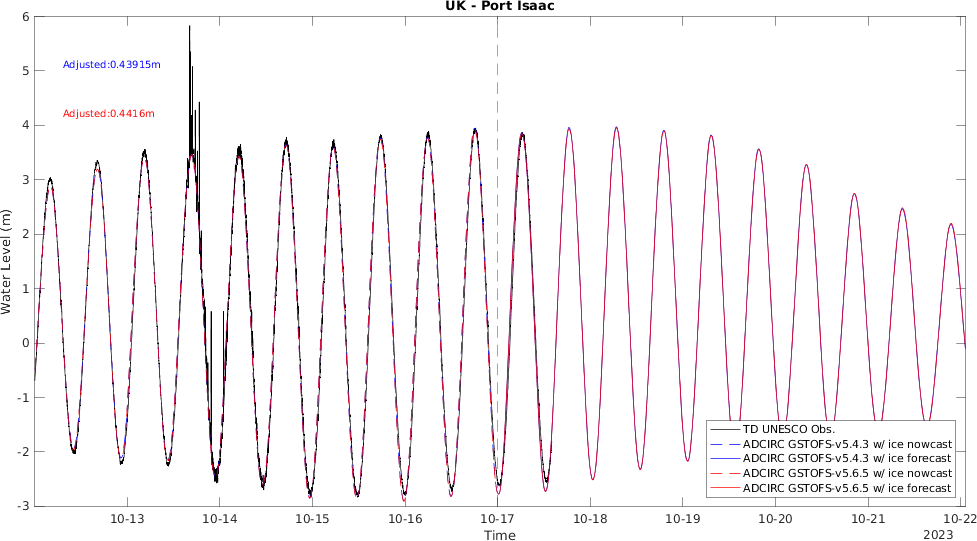 UK - Port Isaac
6
5
4
3
2
1
0
-1
-2
-3
Water Level (m)
Adjusted:0.43915m
Adjusted:0.4416m
TD UNESCO Obs.
ADCIRC GSTOFS-v5.4.3 w/ ice nowcast
ADCIRC GSTOFS-v5.4.3 w/ ice forecast
ADCIRC GSTOFS-v5.6.5 w/ ice nowcast
ADCIRC GSTOFS-v5.6.5 w/ ice forecast
10-13 10-14 10-15 10-16 10-17 10-18 10-19 10-20 10-21 10-22
Time
2023